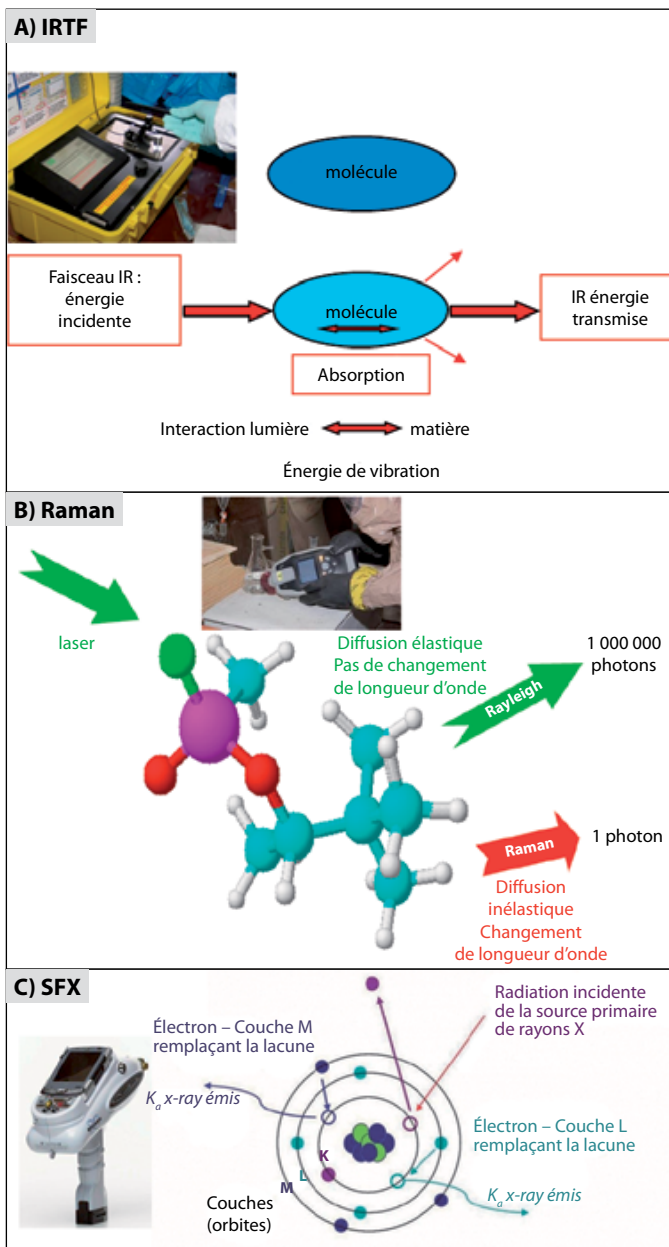 A) IRTF
molécule
Faisceau IR :
énergie
incidente
molécule
IR énergie
transmise
Absorption
Interaction lumière
matière
Énergie de vibration
B) Raman
laser
Diffusion élastique
Pas de changement
de longueur d'onde
Rayleigh
1 000 000
photons
Raman
1 photon
Diffusion
inélastique
Changement
de longueur d'onde
C) SFX
Radiation incidente
de la source primaire
de rayons X
Électron – Couche M
remplaçant la lacune
Kα x-ray émis
Électron – Couche L
remplaçant la lacune
K
L
M
Couches
(orbites)
Kα x-ray émis